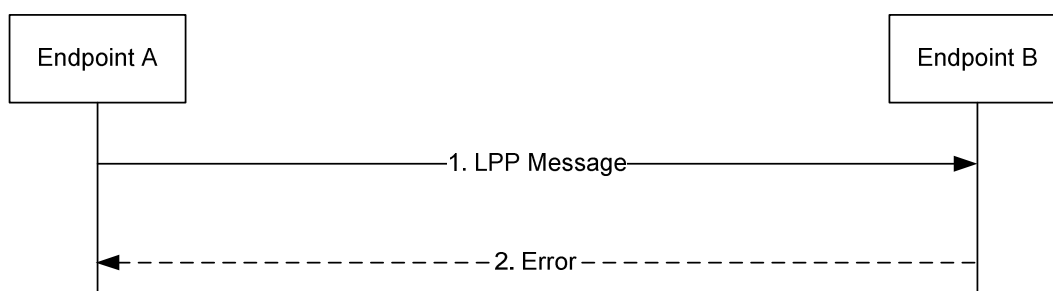 Endpoint A
Endpoint B
1. LPP Message
2. Error